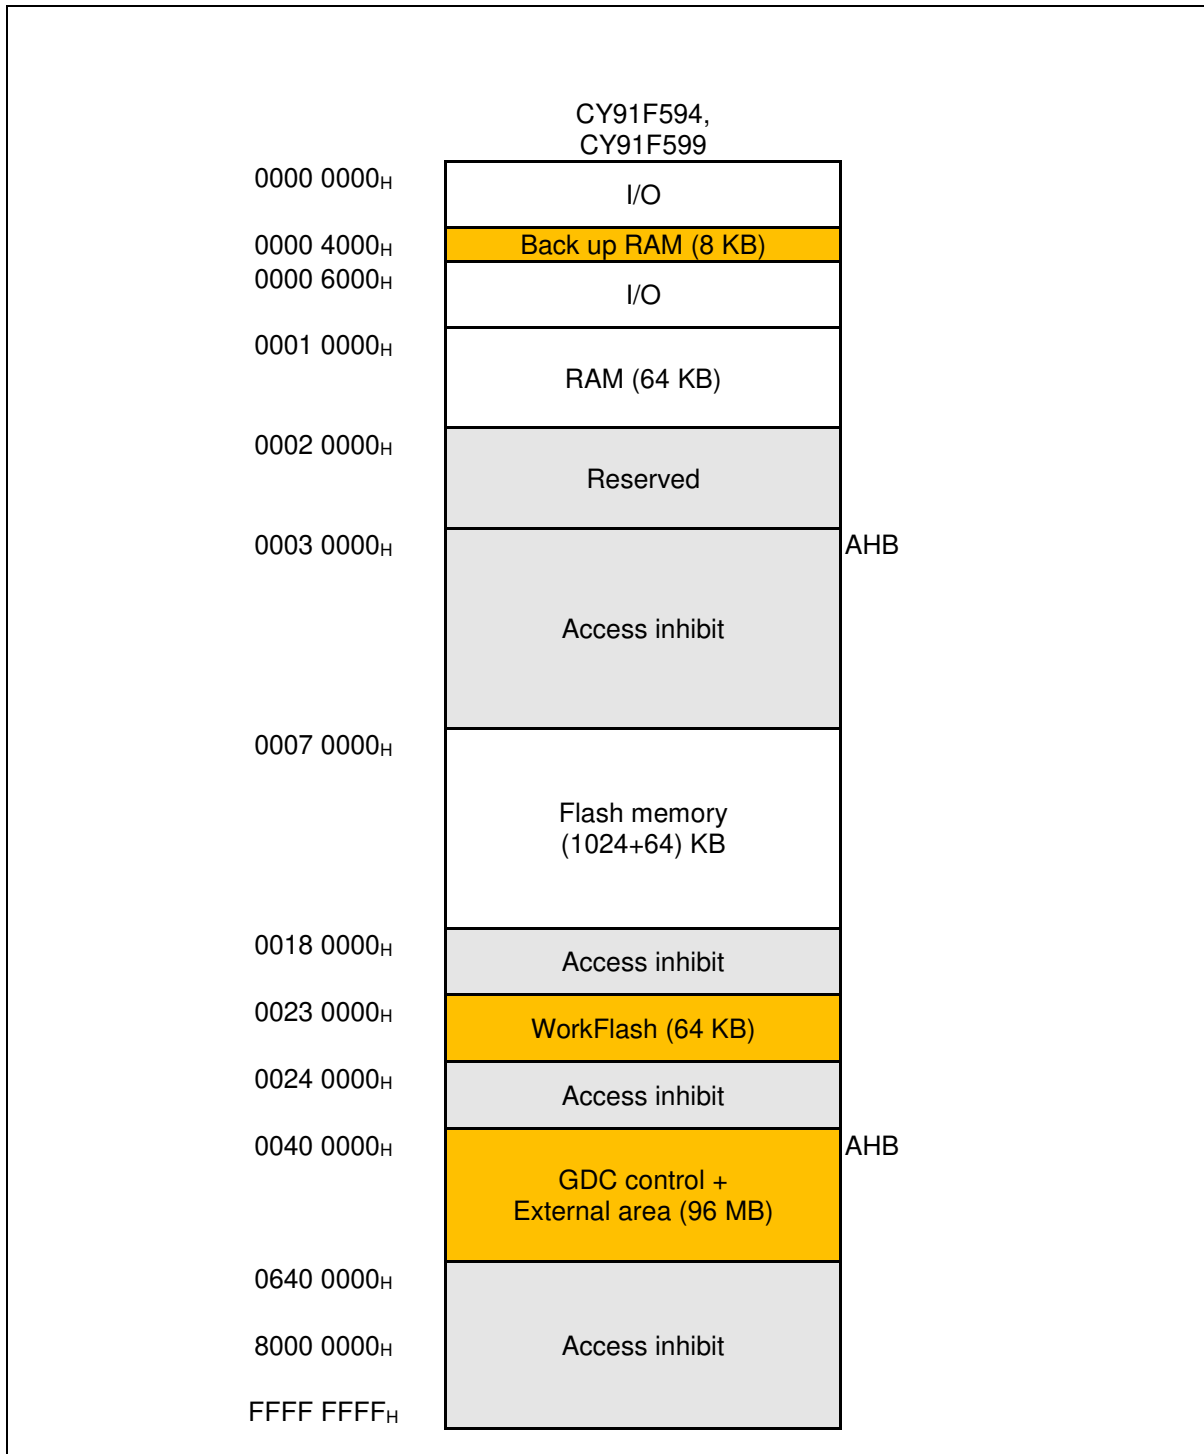 CY91F594,
CY91F599
0000 0000H
I/O
0000 4000H
Back up RAM (8 KB)
0000 6000H
I/O
0001 0000H
RAM (64 KB)
0002 0000H
Reserved
0003 0000H
AHB
Access inhibit
0007 0000H
Flash memory
(1024+64) KB
0018 0000H
Access inhibit
0023 0000H
WorkFlash (64 KB)
0024 0000H
Access inhibit
0040 0000H
AHB
GDC control +
External area (96 MB)
0640 0000H
8000 0000H
Access inhibit
FFFF FFFFH